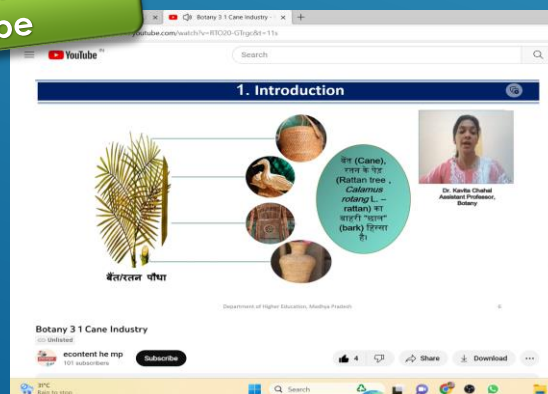 be
Botany 3 1 Cane Industry
youtube.com/watch?v=RTO20-GTrgc&t=11s
YouTube IN
Search
1. Introduction
बेंत (Cane),
रतन के पेड़
(Rattan tree ,
Calamus
rotang L. –
rattan) का
बाहरी "छाल"
(bark) हिस्सा
है।
Dr. Kavita Chahal
Assistant Professor,
Botany
बेंत/रतन पौधा
Department of Higher Education, Madhya Pradesh
Botany 3 1 Cane Industry
Unlisted
econtent he mp
101 subscribers
Subscribe
4
Share
Download
31°C
Rain to stop
Search